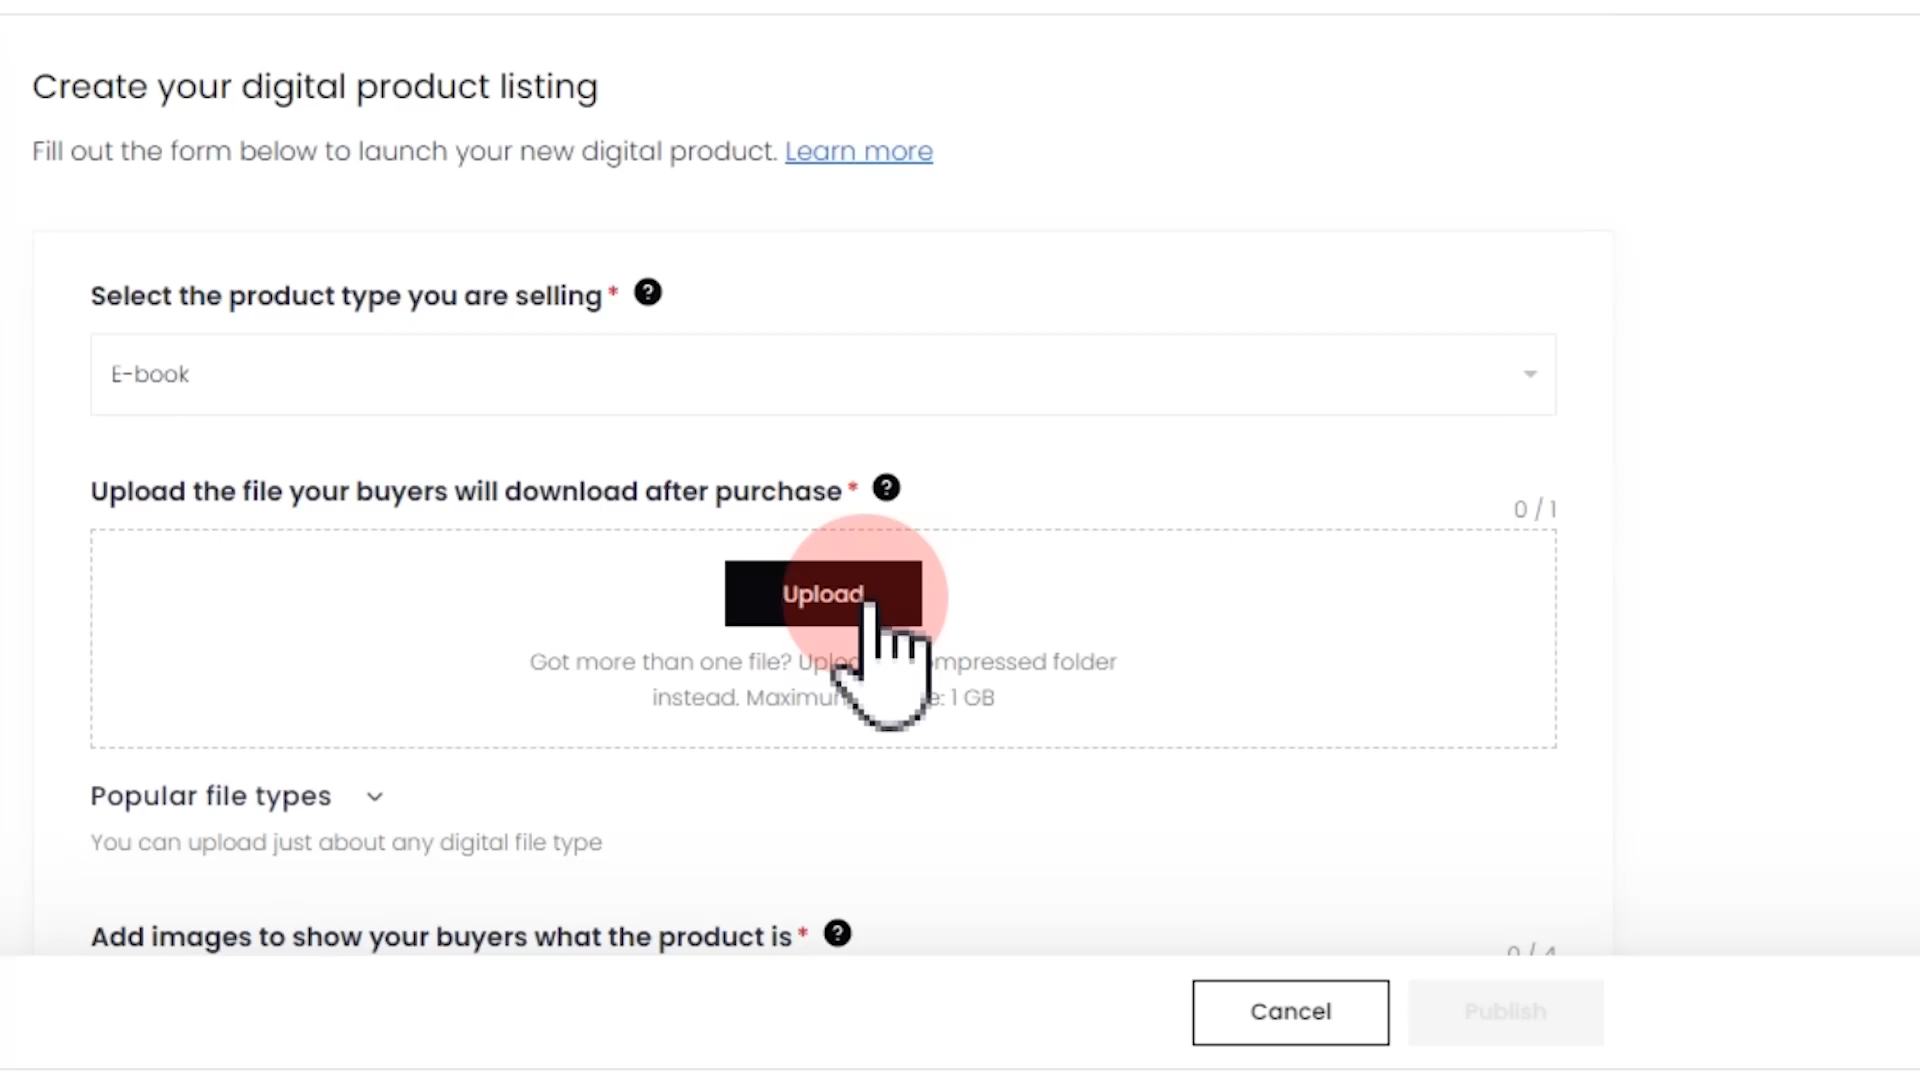 Create your digital product listing
Fill out the form below to launch your new digital product. Learn more
Select the product type you are selling*
E-book
Upload the file your buyers will download after purchase*
0 / 1
Upload
Got more than one file? folder
instead. 1 GB
Popular file types
You can upload just about any digital file type
Add images to show your buyers what the product is*
0 / 4
Cancel
Publish